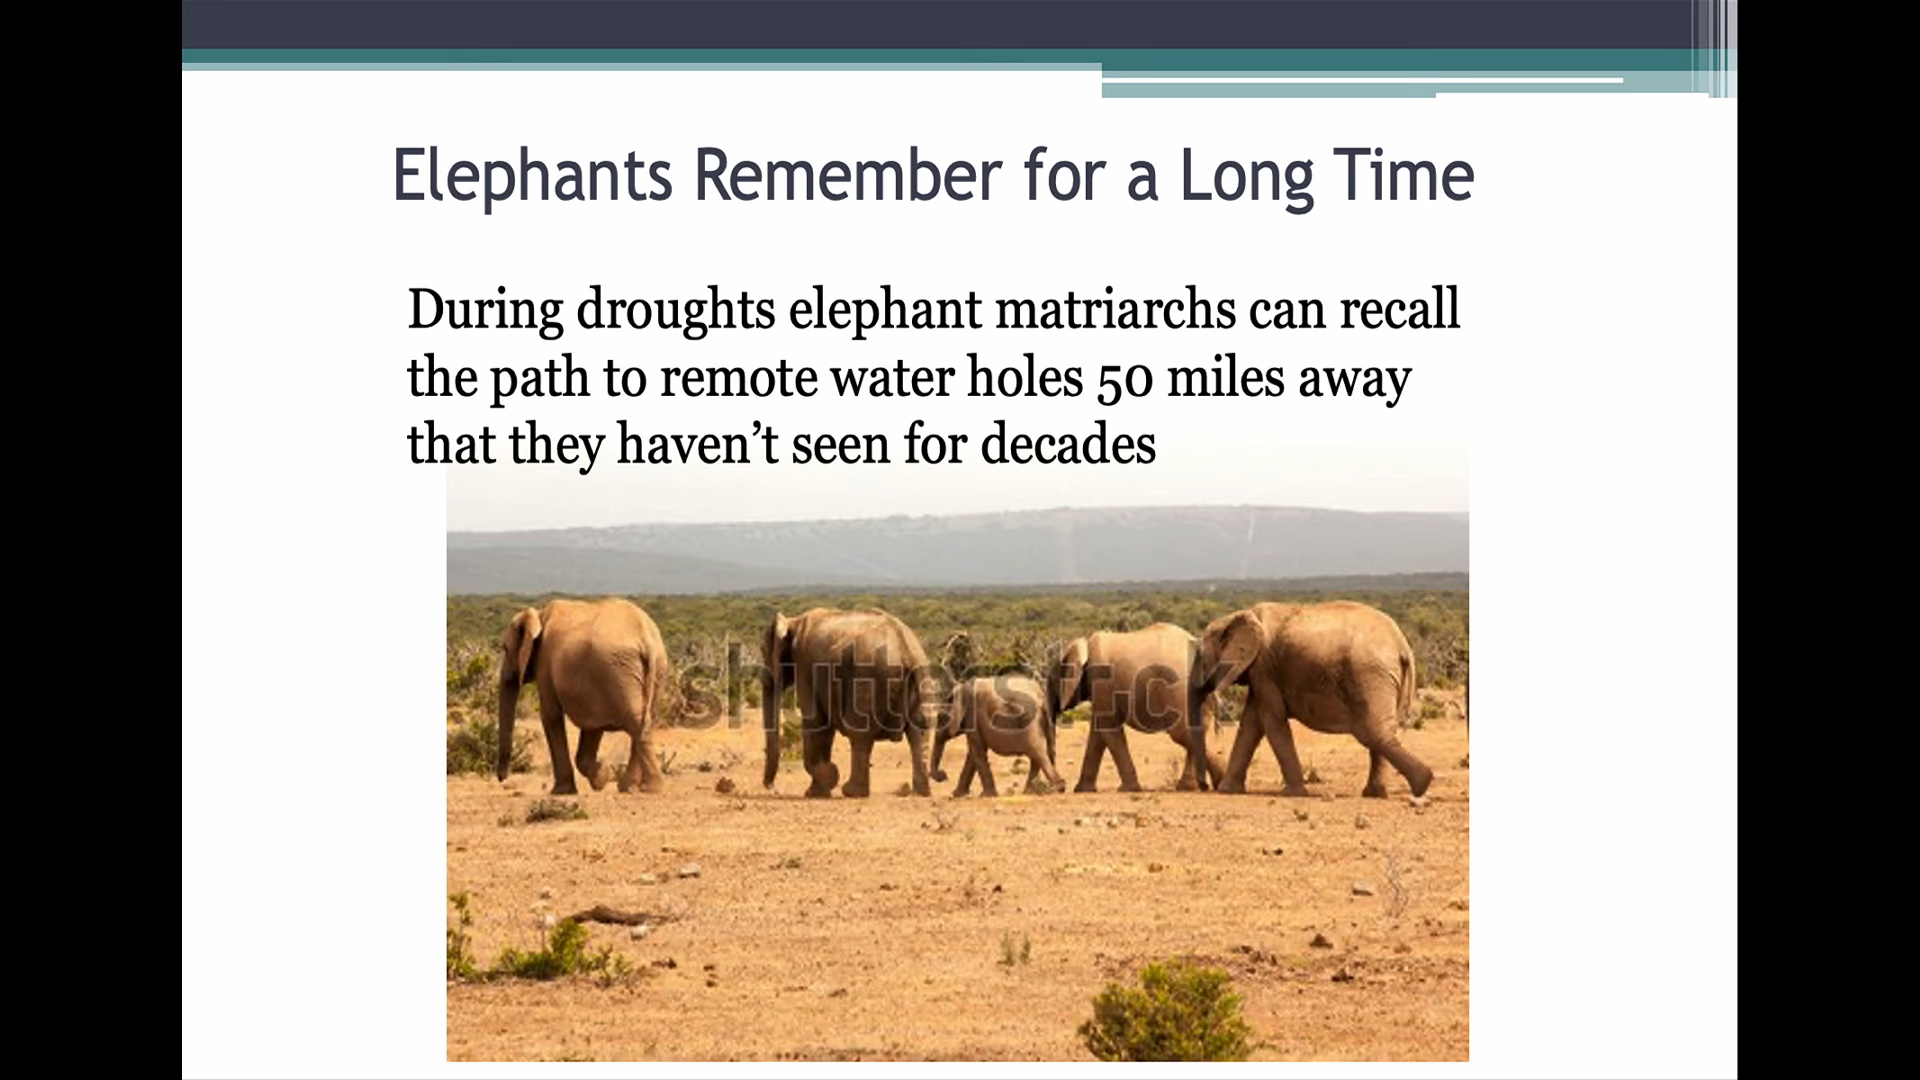 Elephants Remember for a Long Time
During droughts elephant matriarchs can recall
the path to remote water holes 50 miles away
that they haven’t seen for decades
shutterstock